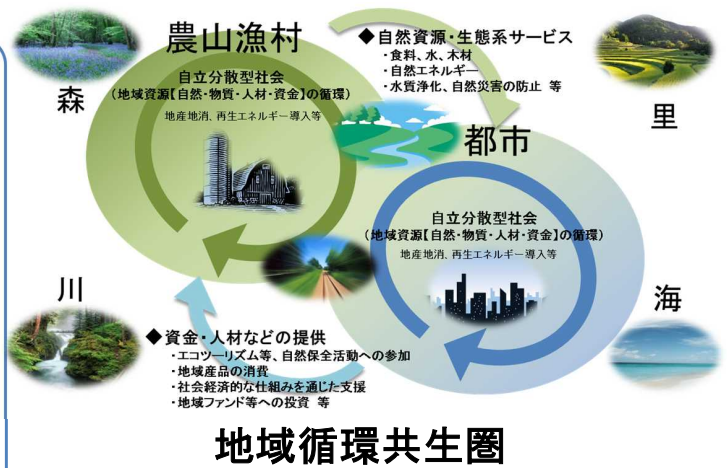 農山漁村
森
自立分散型社会
(地域資源【自然・物質・人材・資金】の循環)
地産地消、再生エネルギー導入等
◆自然資源・生態系サービス
・食料、水、木材
・自然エネルギー
・水質浄化、自然災害の防止 等
里
都市
自立分散型社会
(地域資源【自然・物質・人材・資金】の循環)
地産地消、再生エネルギー導入等
川
海
◆資金・人材などの提供
・エコツーリズム等、自然保全活動への参加
・地域産品の消費
・社会経済的な仕組みを通じた支援
・地域ファンド等への投資 等
地域循環共生圏